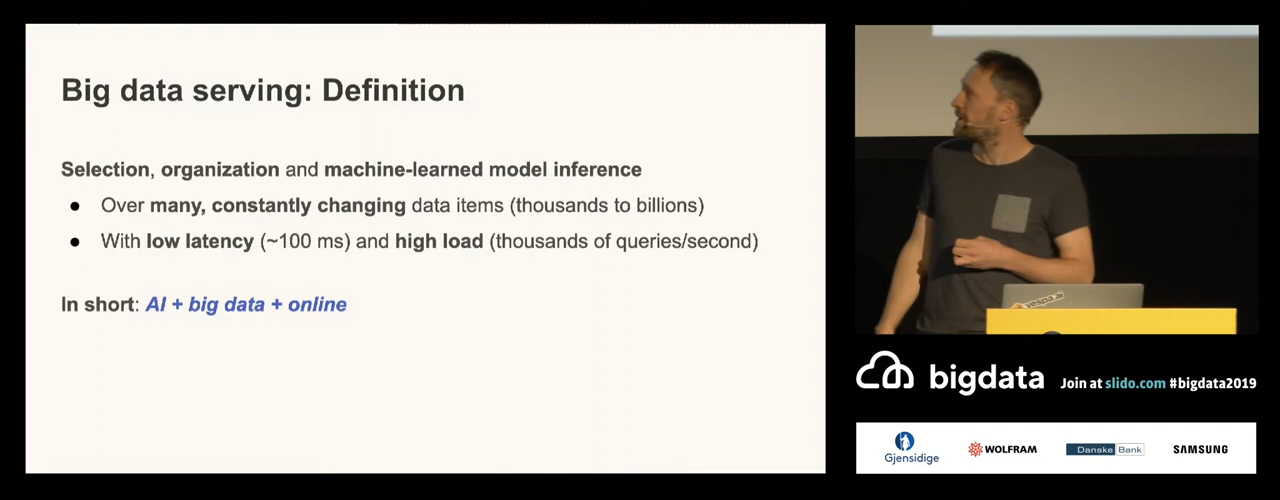 Big data serving: Definition
Selection, organization and machine-learned model inference
● Over many, constantly changing data items (thousands to billions)
● With low latency (~100 ms) and high load (thousands of queries/second)
In short: AI + big data + online
vespa.ai
bigdata
Join at slido.com #bigdata2019
Gjensidige
WOLFRAM
Danske Bank
SAMSUNG